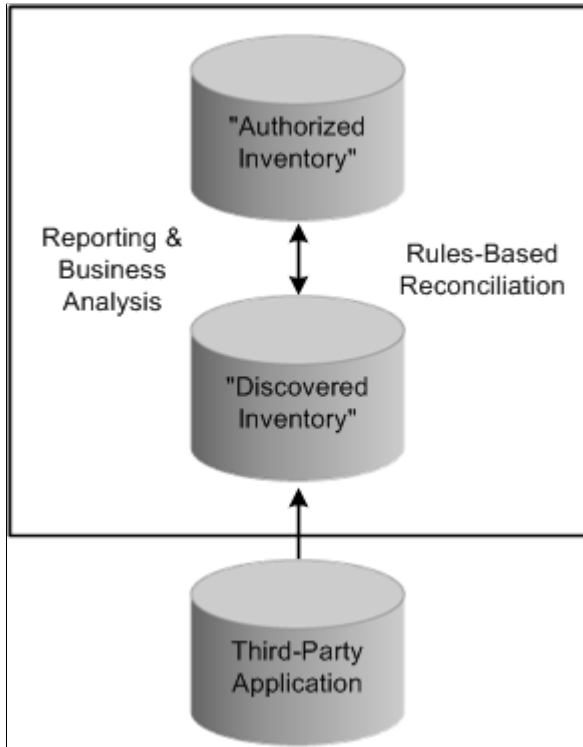 "Authorized
Inventory"
Reporting &
Business
Analysis
Rules-Based
Reconciliation
"Discovered
Inventory"
Third-Party
Application